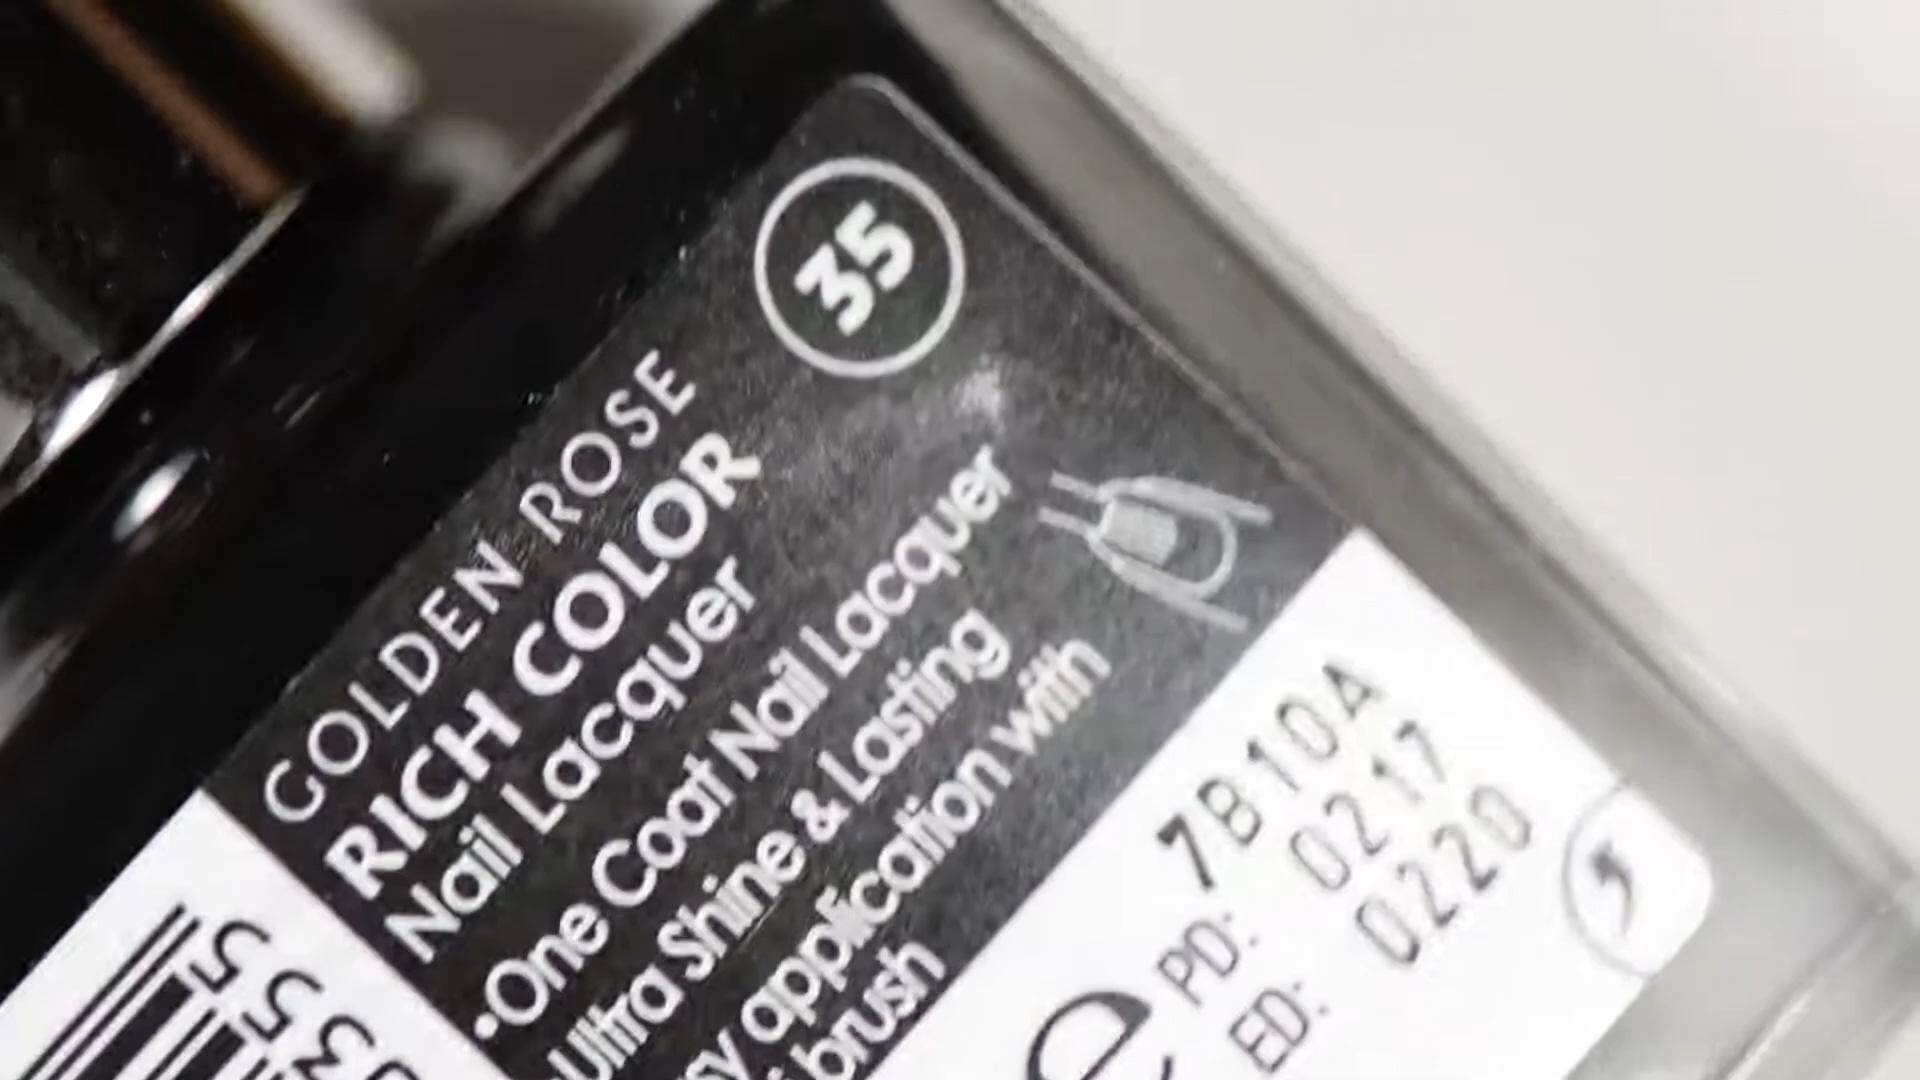 35
GOLDEN ROSE
RICH COLOR
Nail Lacquer
•One Coat Nail Lacquer
Ultra Shine & Lasting
application with
brush
7B10A
PD: 0217
ED: 0220
e